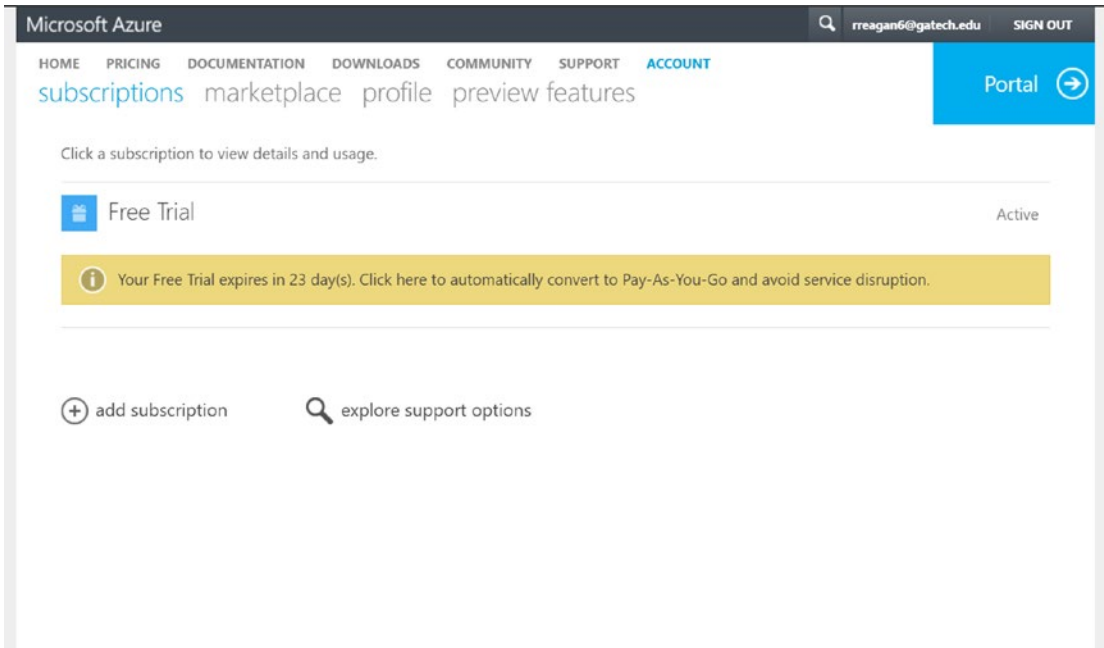 Microsoft Azure rreagan6@gatech.edu SIGN OUT
HOME PRICING DOCUMENTATION DOWNLOADS COMMUNITY SUPPORT ACCOUNT
subscriptions marketplace profile preview features
Portal
Click a subscription to view details and usage.
Free Trial Active
Your Free Trial expires in 23 day(s). Click here to automatically convert to Pay-As-You-Go and avoid service disruption.
add subscription explore support options